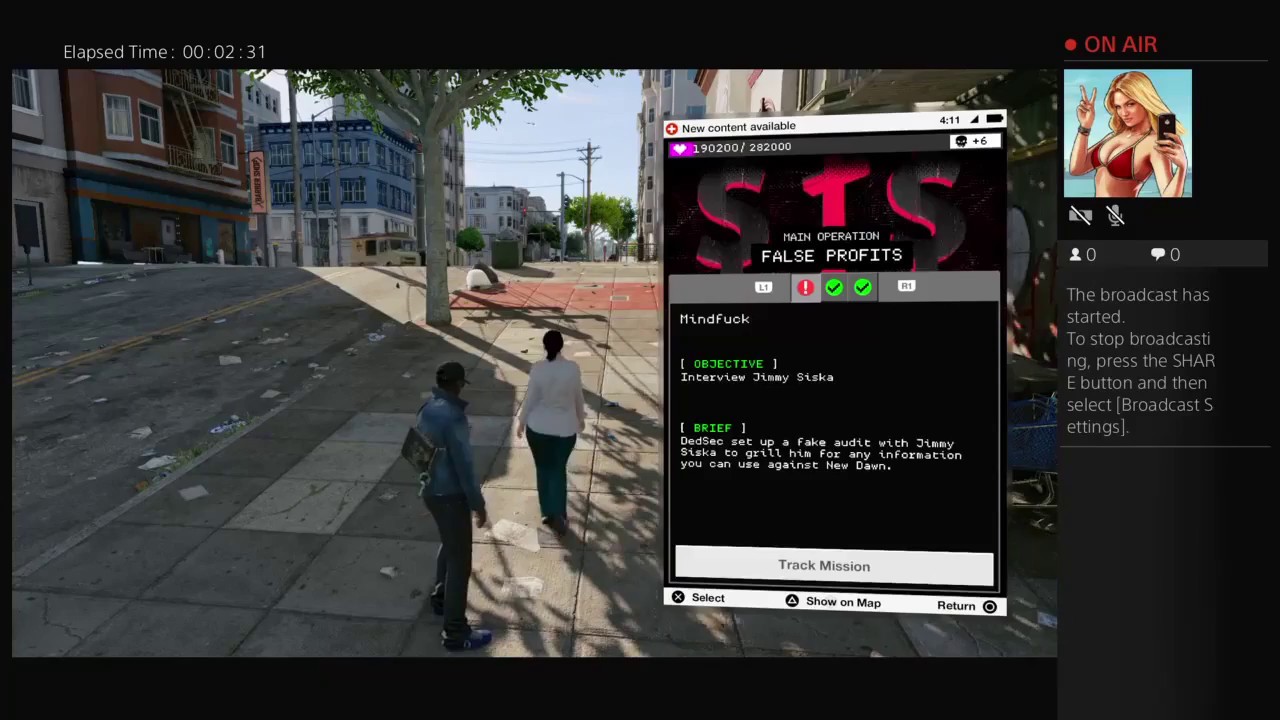 Elapsed Time: 00:02:31
ON AIR
New content available
4:11
190200/ 282000
+6
$ $
MAIN OPERATION
FALSE PROFITS
L1
R1
Mindfuck
[ OBJECTIVE ]
Interview Jimmy Siska
[ BRIEF ]
DedSec set up a fake audit with Jimmy
Siska to grill him for any information
you can use against New Dawn.
Track Mission
Select
Show on Map
Return
0
0
The broadcast has
started.
To stop broadcasti
ng, press the SHAR
E button and then
select [Broadcast S
ettings].